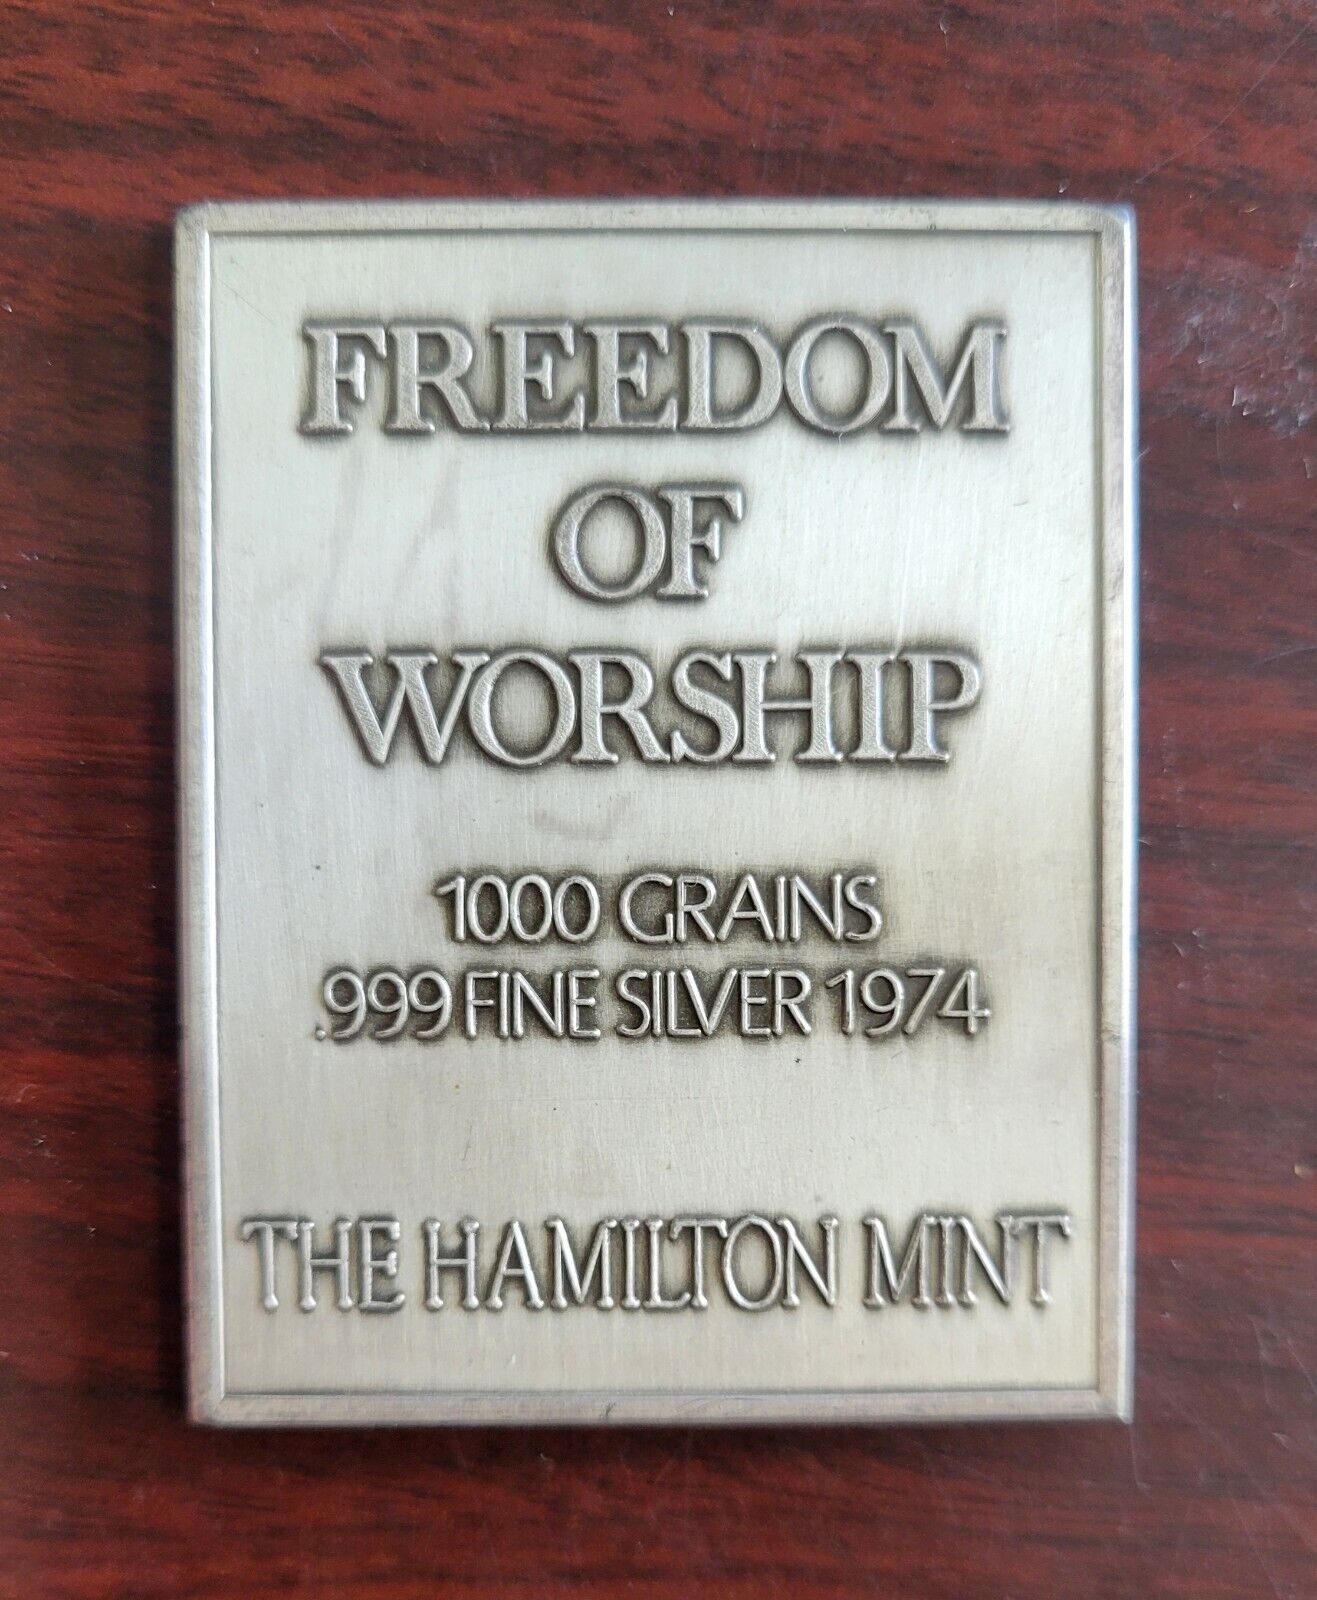 FREEDOM
OF
WORSHIP
1000 GRAINS
.999 FINE SILVER 1974
THE HAMILTON MINT